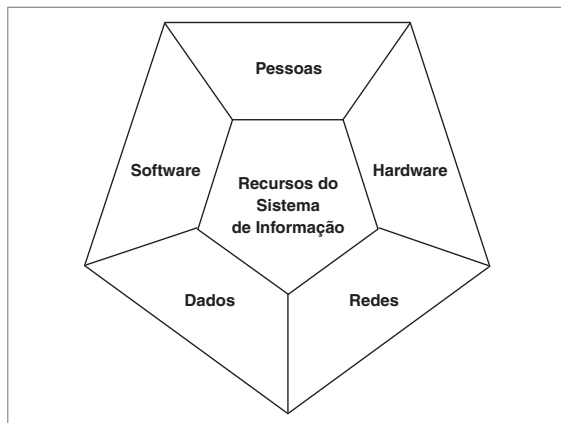 Pessoas
Software
Hardware
Recursos do
Sistema
de Informação
Dados
Redes